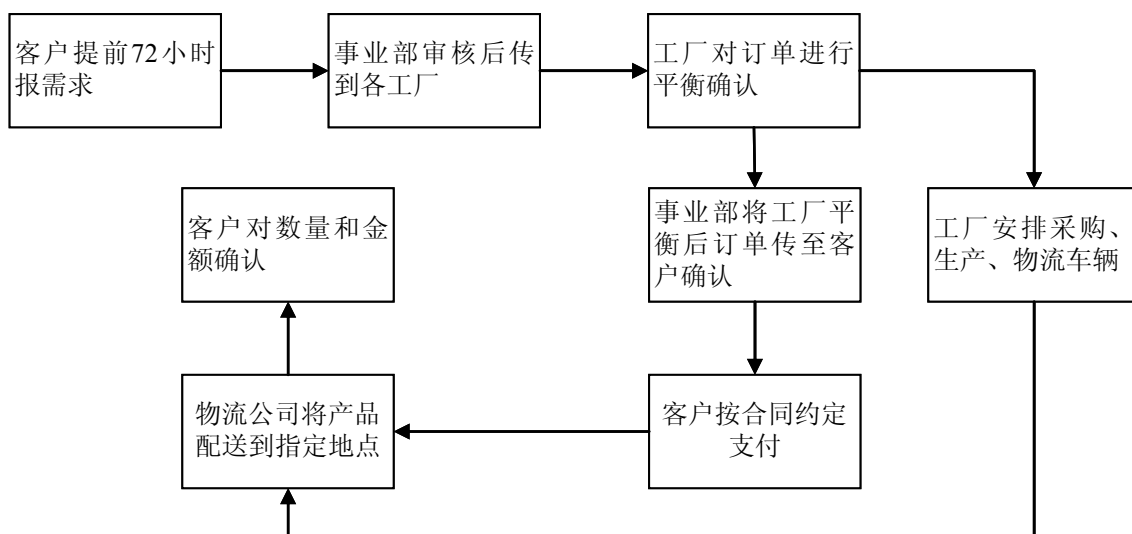 客户提前72小时
报需求
事业部审核后传
到各工厂
工厂对订单进行
平衡确认
客户对数量和金
额确认
事业部将工厂平
衡后订单传至客
户确认
工厂安排采购、
生产、物流车辆
物流公司将产品
配送到指定地点
客户按合同约定
支付